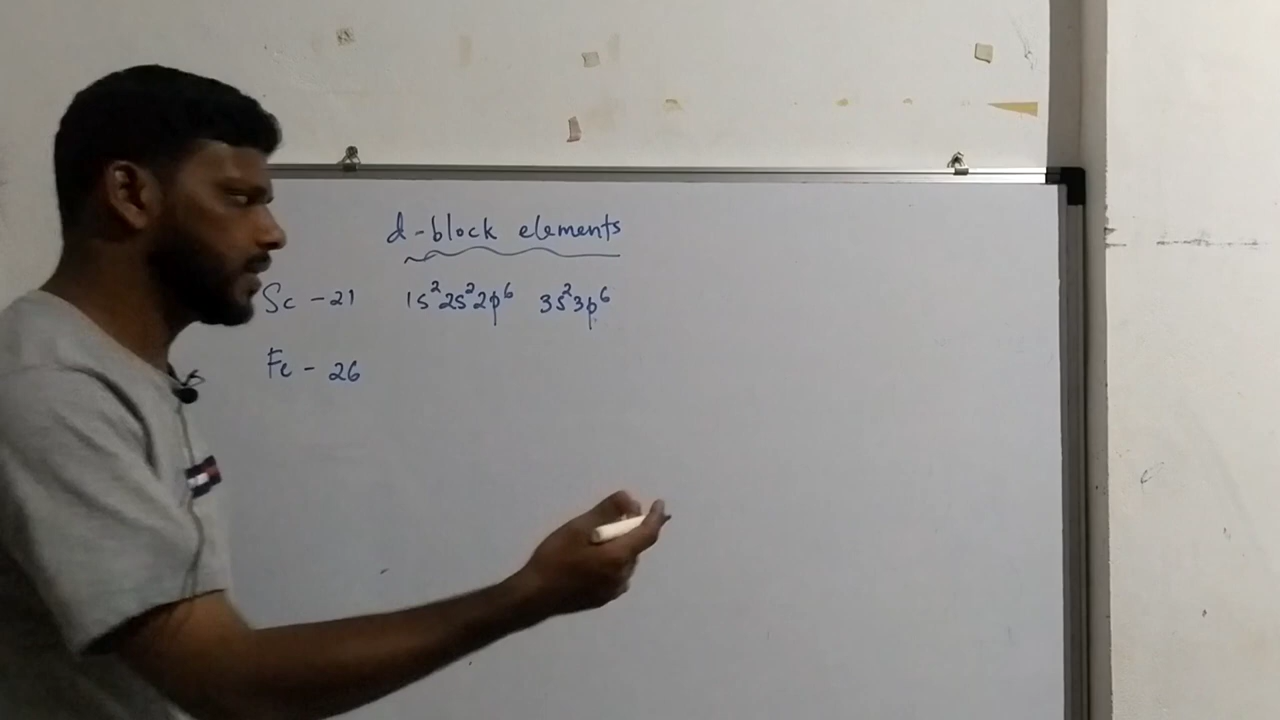 d-block elements
Sc - 21 1s²2s²2p⁶ 3s²3p⁶
Fe - 26